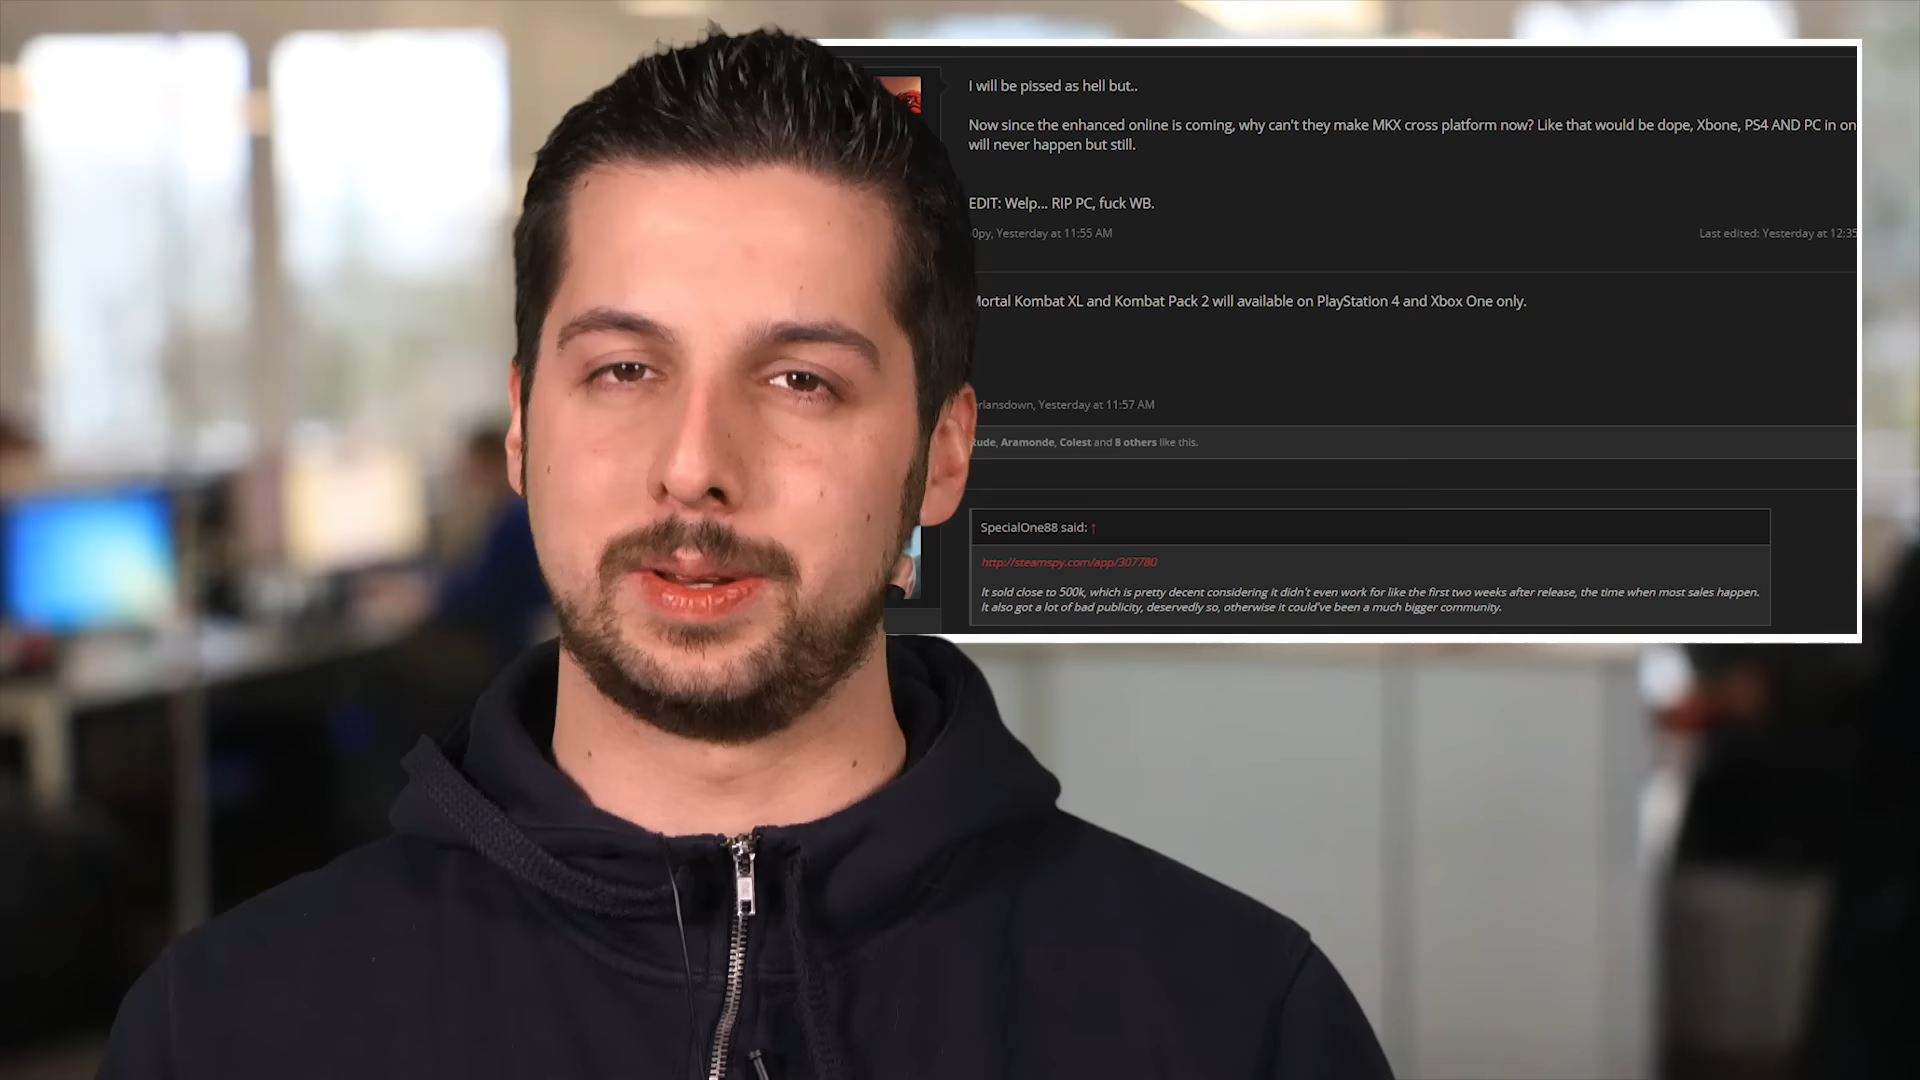 I will be pissed as hell but..
Now since the enhanced online is coming, why can't they make MKX cross platform now? Like that would be dope, Xbone, PS4 AND PC in
will never happen but still.
EDIT: Welp... RIP PC, fuck WB.
0py, Yesterday at 11:55 AM
Last edited: Yesterday at 12:35
Mortal Kombat XL and Kombat Pack 2 will available on PlayStation 4 and Xbox One only.
erlansdown, Yesterday at 11:57 AM
Rude, Aramonde, Colest and 8 others like this.
SpecialOne88 said: ↑
http://steamspy.com/app/307780
It sold close to 500k, which is pretty decent considering it didn't even work for like the first two weeks after release, the time when most sales happen.
It also got a lot of bad publicity, deservedly so, otherwise it could've been a much bigger community.